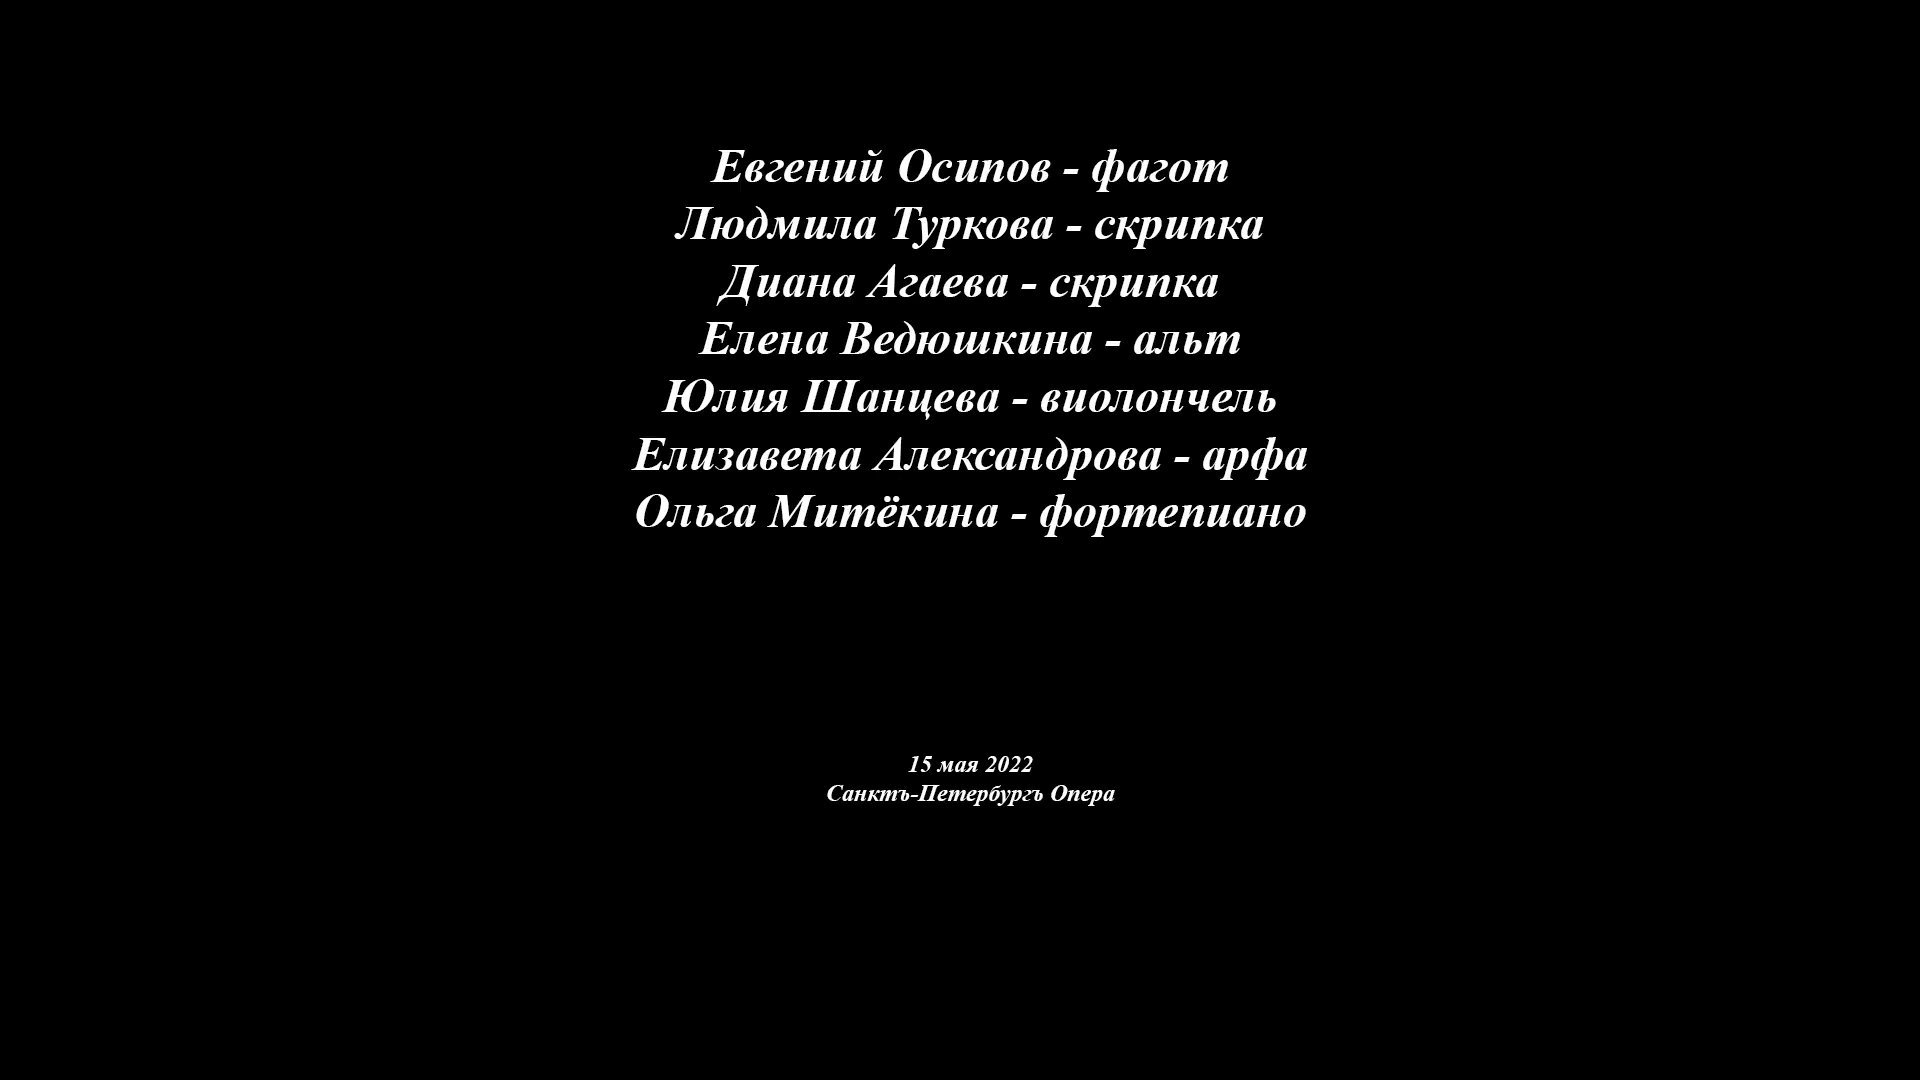 Евгений Осипов - фагот
Людмила Туркова - скрипка
Диана Агаева - скрипка
Елена Ведюшкина - альт
Юлия Шанцева - виолончель
Елизавета Александрова - арфа
Ольга Митёкина - фортепиано
15 мая 2022
Санктъ-Петербургъ Опера